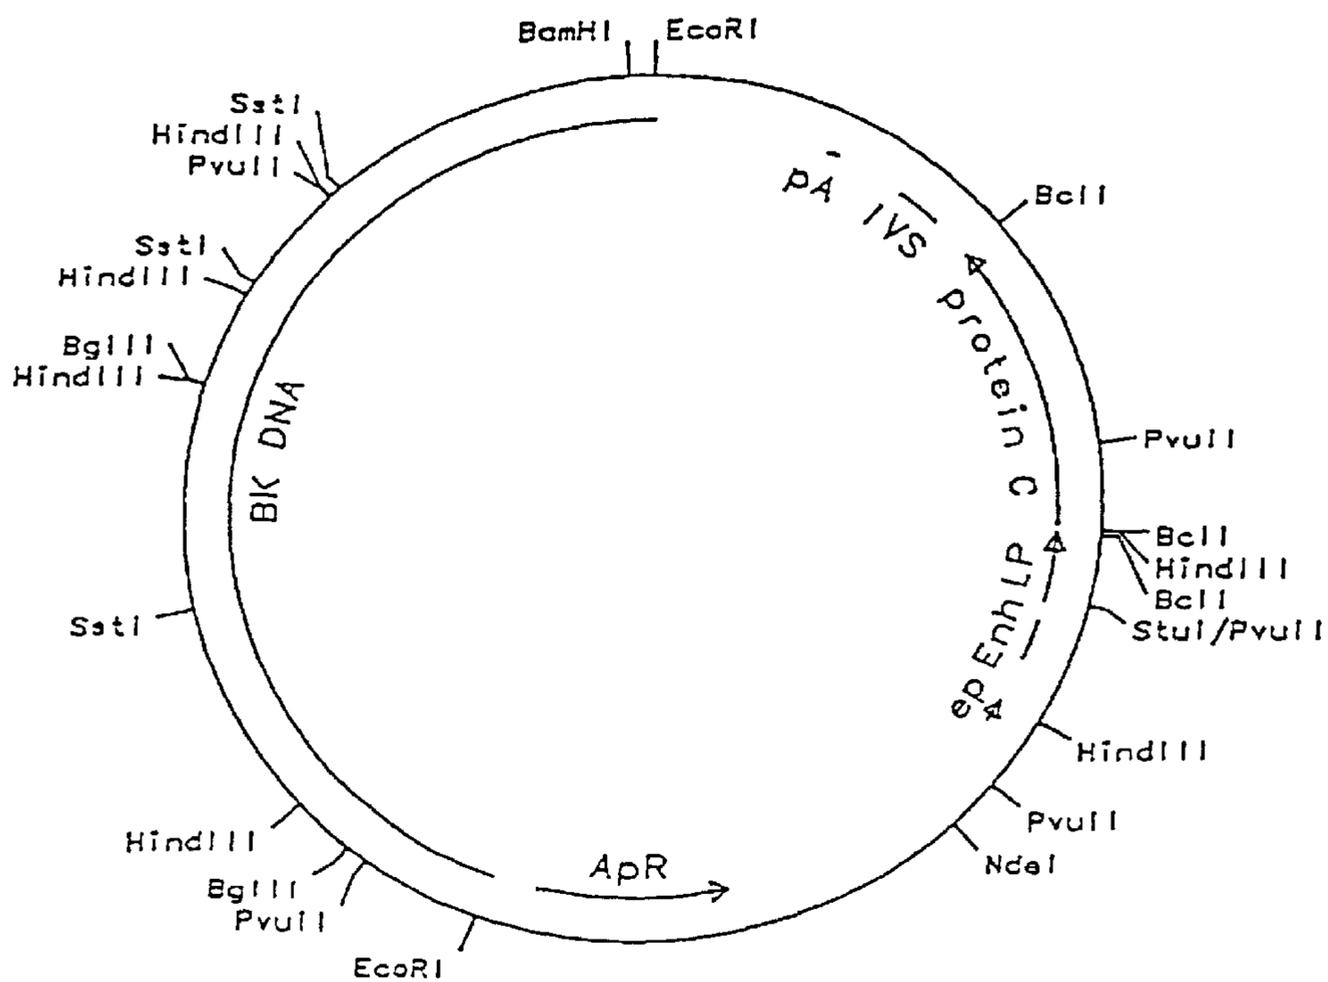 BamHI
EcoRI
SstI
HindIII
PvuII
SstI
HindIII
BglII
HindIII
SstI
HindIII
BglII
PvuII
EcoRI
BclI
PvuII
BclI
HindIII
BclI
StuI/PvuII
HindIII
PvuII
NdeI
pA
IVS
protein C
LP
Enh
ep
BK DNA
ApR